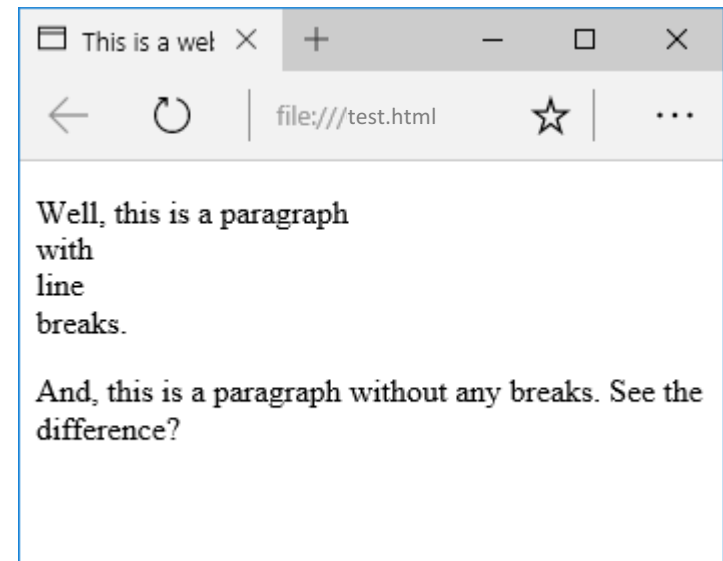 This is a wel
file:///test.html
Well, this is a paragraph
with
line
breaks.
And, this is a paragraph without any breaks. See the
difference?